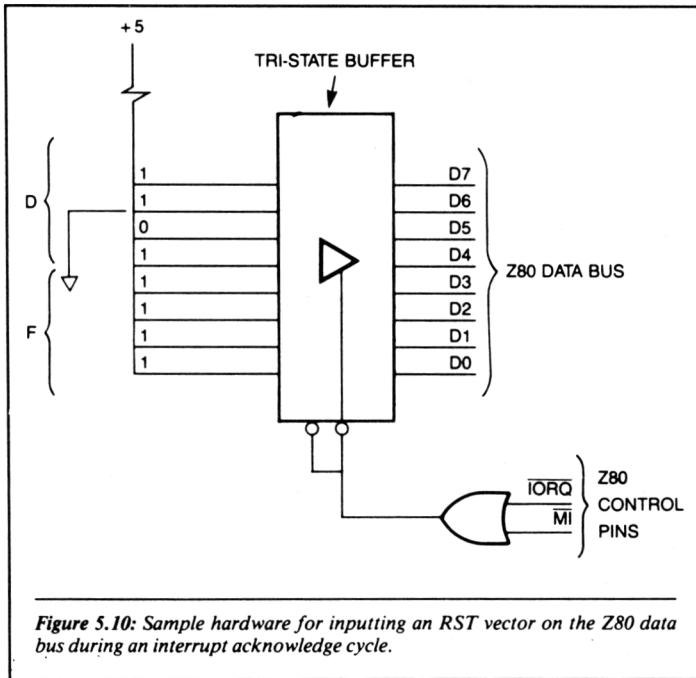 +5
TRI-STATE BUFFER
D
F
1
1
0
1
1
1
1
1
D7
D6
D5
D4
D3
D2
D1
D0
Z80 DATA BUS
IORQ
MI
Z80
CONTROL
PINS
Figure 5.10: Sample hardware for inputting an RST vector on the Z80 data
bus during an interrupt acknowledge cycle.